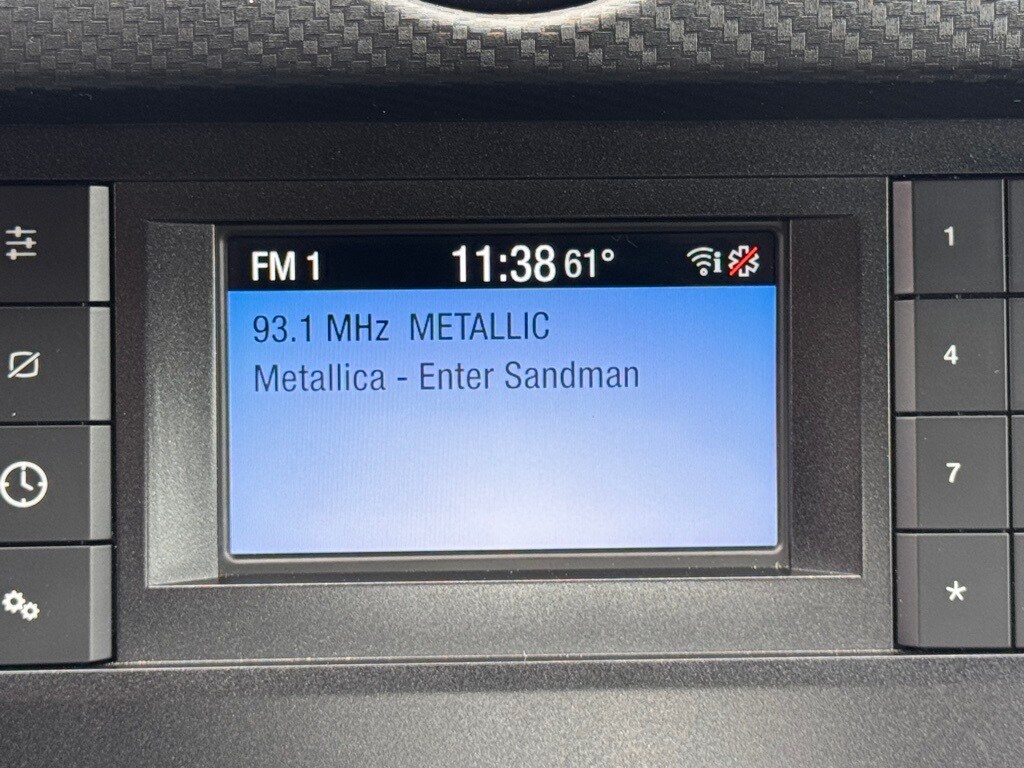 FM 1 11:38 61°
93.1 MHz METALLIC
Metallica - Enter Sandman
1
4
7
*